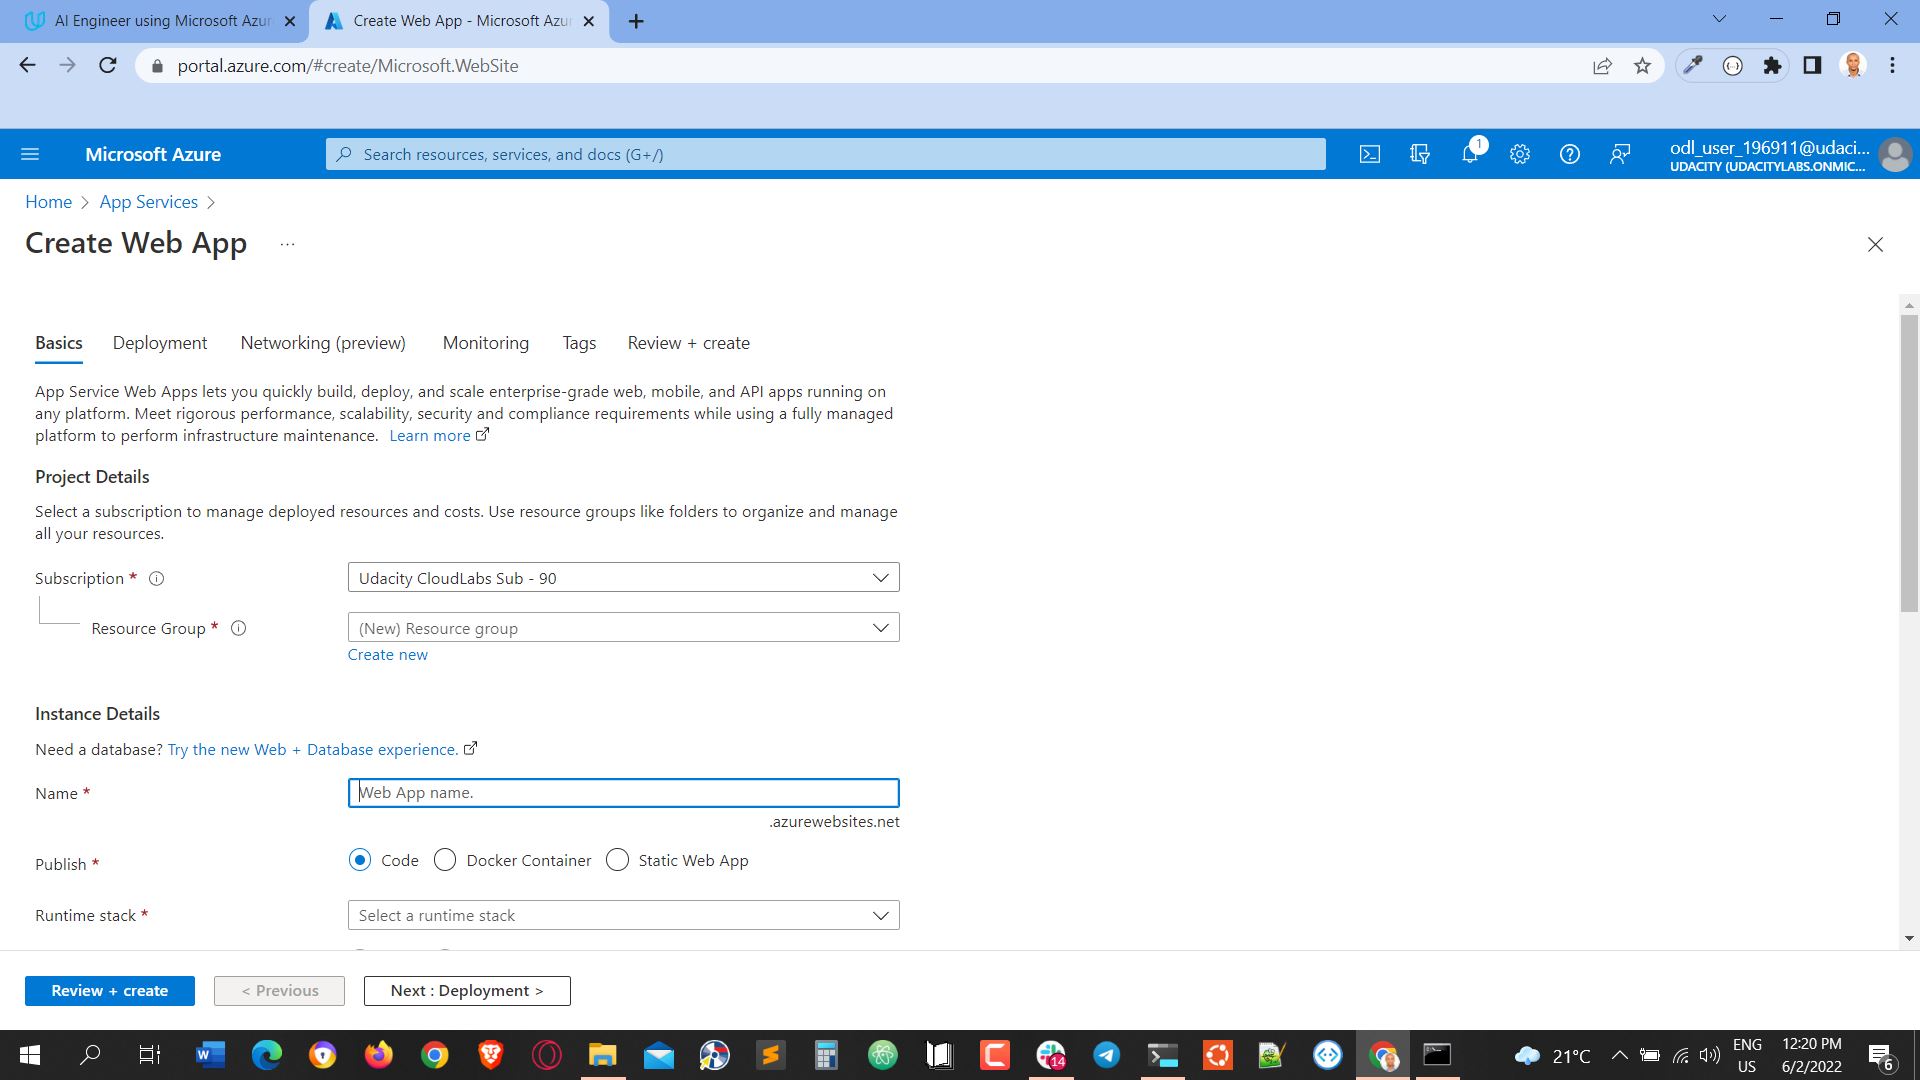 AI Engineer using Microsoft Azur
Create Web App - Microsoft Azur
portal.azure.com/#create/Microsoft.WebSite
Microsoft Azure
Search resources, services, and docs (G+/)
1
odl_user_196911@udaci...
UDACITY (UDACITYLABS.ONMIC...
Home > App Services >
Create Web App ...
Basics Deployment Networking (preview) Monitoring Tags Review + create
App Service Web Apps lets you quickly build, deploy, and scale enterprise-grade web, mobile, and API apps running on
any platform. Meet rigorous performance, scalability, security and compliance requirements while using a fully managed
platform to perform infrastructure maintenance. Learn more
Project Details
Select a subscription to manage deployed resources and costs. Use resource groups like folders to organize and manage
all your resources.
Subscription * Udacity CloudLabs Sub - 90
Resource Group * (New) Resource group
Create new
Instance Details
Need a database? Try the new Web + Database experience.
Name * Web App name.
.azurewebsites.net
Publish * Code Docker Container Static Web App
Runtime stack * Select a runtime stack
Review + create < Previous Next : Deployment >
14
21°C
ENG
US
12:20 PM
6/2/2022
6